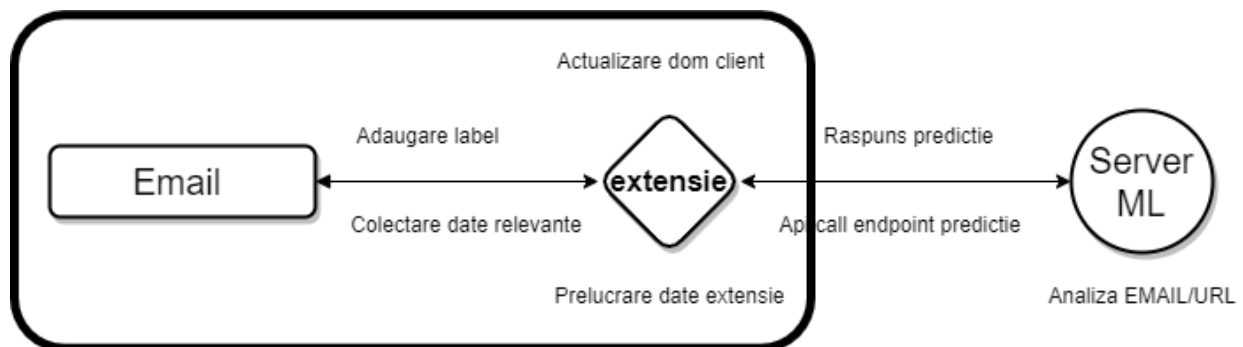 Actualizare dom client
Adaugare label
Raspuns predictie
Email
extensie
Server
ML
Colectare date relevante
Api call endpoint predictie
Prelucrare date extensie
Analiza EMAIL/URL